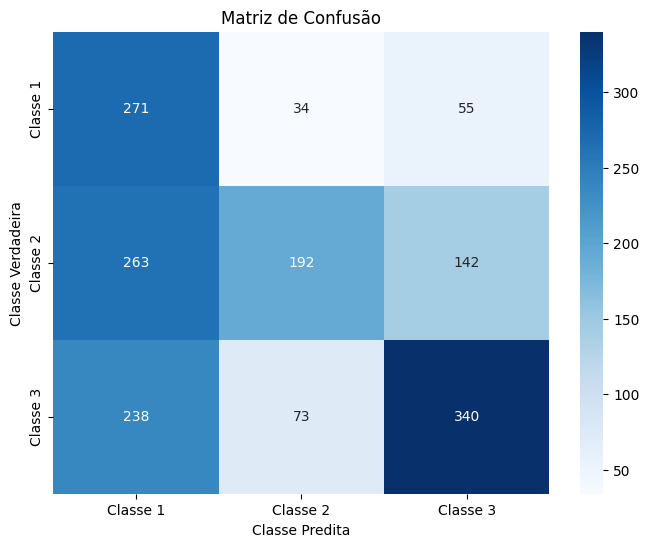 Matriz de Confusão
Classe Verdadeira
Classe 1
271 34 55
Classe 2
263 192 142
Classe 3
238 73 340
Classe 1 Classe 2 Classe 3
Classe Predita
300
250
200
150
100
50